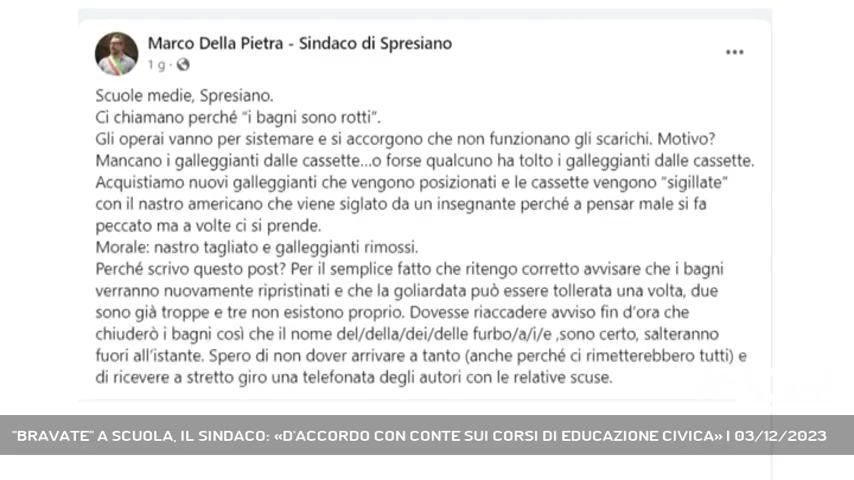 Marco Della Pietra - Sindaco di Spresiano
1 g ·
Scuole medie, Spresiano.
Ci chiamano perché “i bagni sono rotti”.
Gli operai vanno per sistemare e si accorgono che non funzionano gli scarichi. Motivo?
Mancano i galleggianti dalle cassette...o forse qualcuno ha tolto i galleggianti dalle cassette.
Acquistiamo nuovi galleggianti che vengono posizionati e le cassette vengono “sigillate”
con il nastro americano che viene siglato da un insegnante perché a pensar male si fa
peccato ma a volte ci si prende.
Morale: nastro tagliato e galleggianti rimossi.
Perché scrivo questo post? Per il semplice fatto che ritengo corretto avvisare che i bagni
verranno nuovamente ripristinati e che la goliardata può essere tollerata una volta, due
sono già troppe e tre non esistono proprio. Dovesse riaccadere avviso fin d'ora che
chiuderò i bagni così che il nome del/della/dei/delle furbo/a/i/e ,sono certo, salteranno
fuori all'istante. Spero di non dover arrivare a tanto (anche perché ci rimetterebbero tutti) e
di ricevere a stretto giro una telefonata degli autori con le relative scuse.
"BRAVATE" A SCUOLA, IL SINDACO: «D'ACCORDO CON CONTE SUI CORSI DI EDUCAZIONE CIVICA» | 03/12/2023